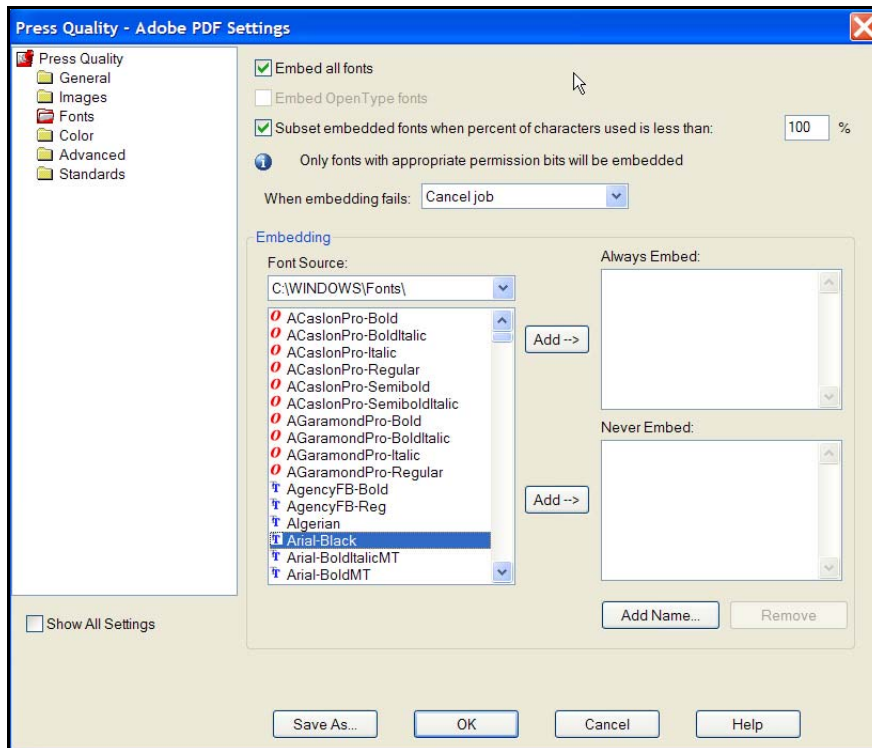 Press Quality - Adobe PDF Settings
Press Quality
General
Images
Fonts
Color
Advanced
Standards
Show All Settings
Embed all fonts
Embed OpenType fonts
Subset embedded fonts when percent of characters used is less than: 100 %
Only fonts with appropriate permission bits will be embedded
When embedding fails: Cancel job
Embedding
Font Source:
C:\WINDOWS\Fonts\
ACaslonPro-Bold
ACaslonPro-BoldItalic
ACaslonPro-Italic
ACaslonPro-Regular
ACaslonPro-Semibold
ACaslonPro-SemiboldItalic
AGaramondPro-Bold
AGaramondPro-BoldItalic
AGaramondPro-Italic
AGaramondPro-Regular
AgencyFB-Bold
AgencyFB-Reg
Algerian
Arial-Black
Arial-BoldItalicMT
Arial-BoldMT
Add -->
Add -->
Always Embed:
Never Embed:
Add Name...
Remove
Save As...
OK
Cancel
Help